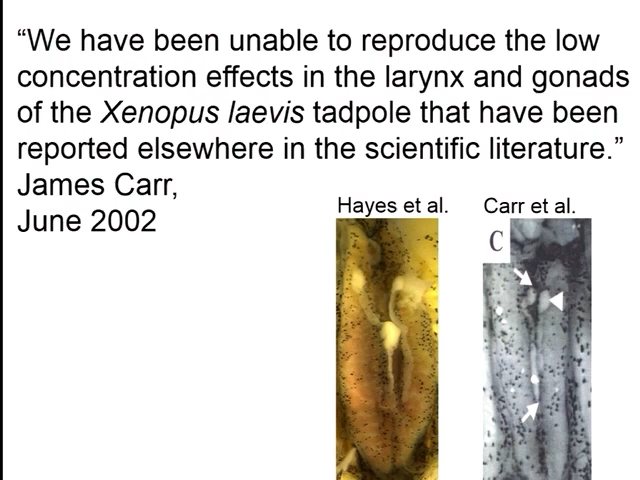 “We have been unable to reproduce the low
concentration effects in the larynx and gonads
of the Xenopus laevis tadpole that have been
reported elsewhere in the scientific literature.”
James Carr,
June 2002
Hayes et al.
Carr et al.
C